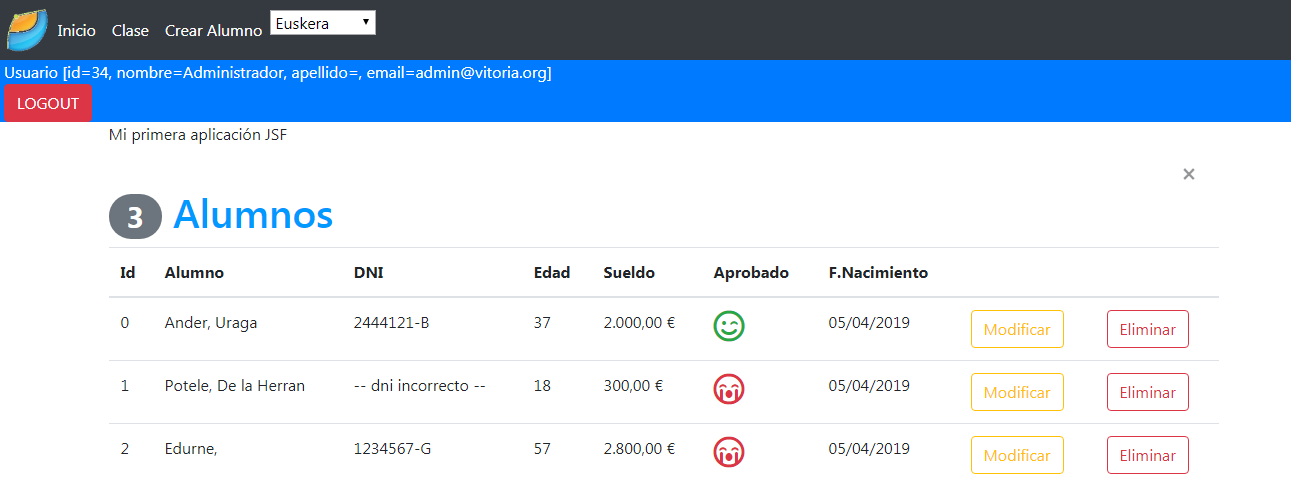 Inicio Clase Crear Alumno Euskera
Usuario [id=34, nombre=Administrador, apellido=, email=admin@vitoria.org]
LOGOUT
Mi primera aplicación JSF
×
3 Alumnos
Id Alumno DNI Edad Sueldo Aprobado F.Nacimiento
0 Ander, Uraga 2444121-B 37 2.000,00 € 05/04/2019 Modificar Eliminar
1 Potele, De la Herran -- dni incorrecto -- 18 300,00 € 05/04/2019 Modificar Eliminar
2 Edurne, 1234567-G 57 2.800,00 € 05/04/2019 Modificar Eliminar